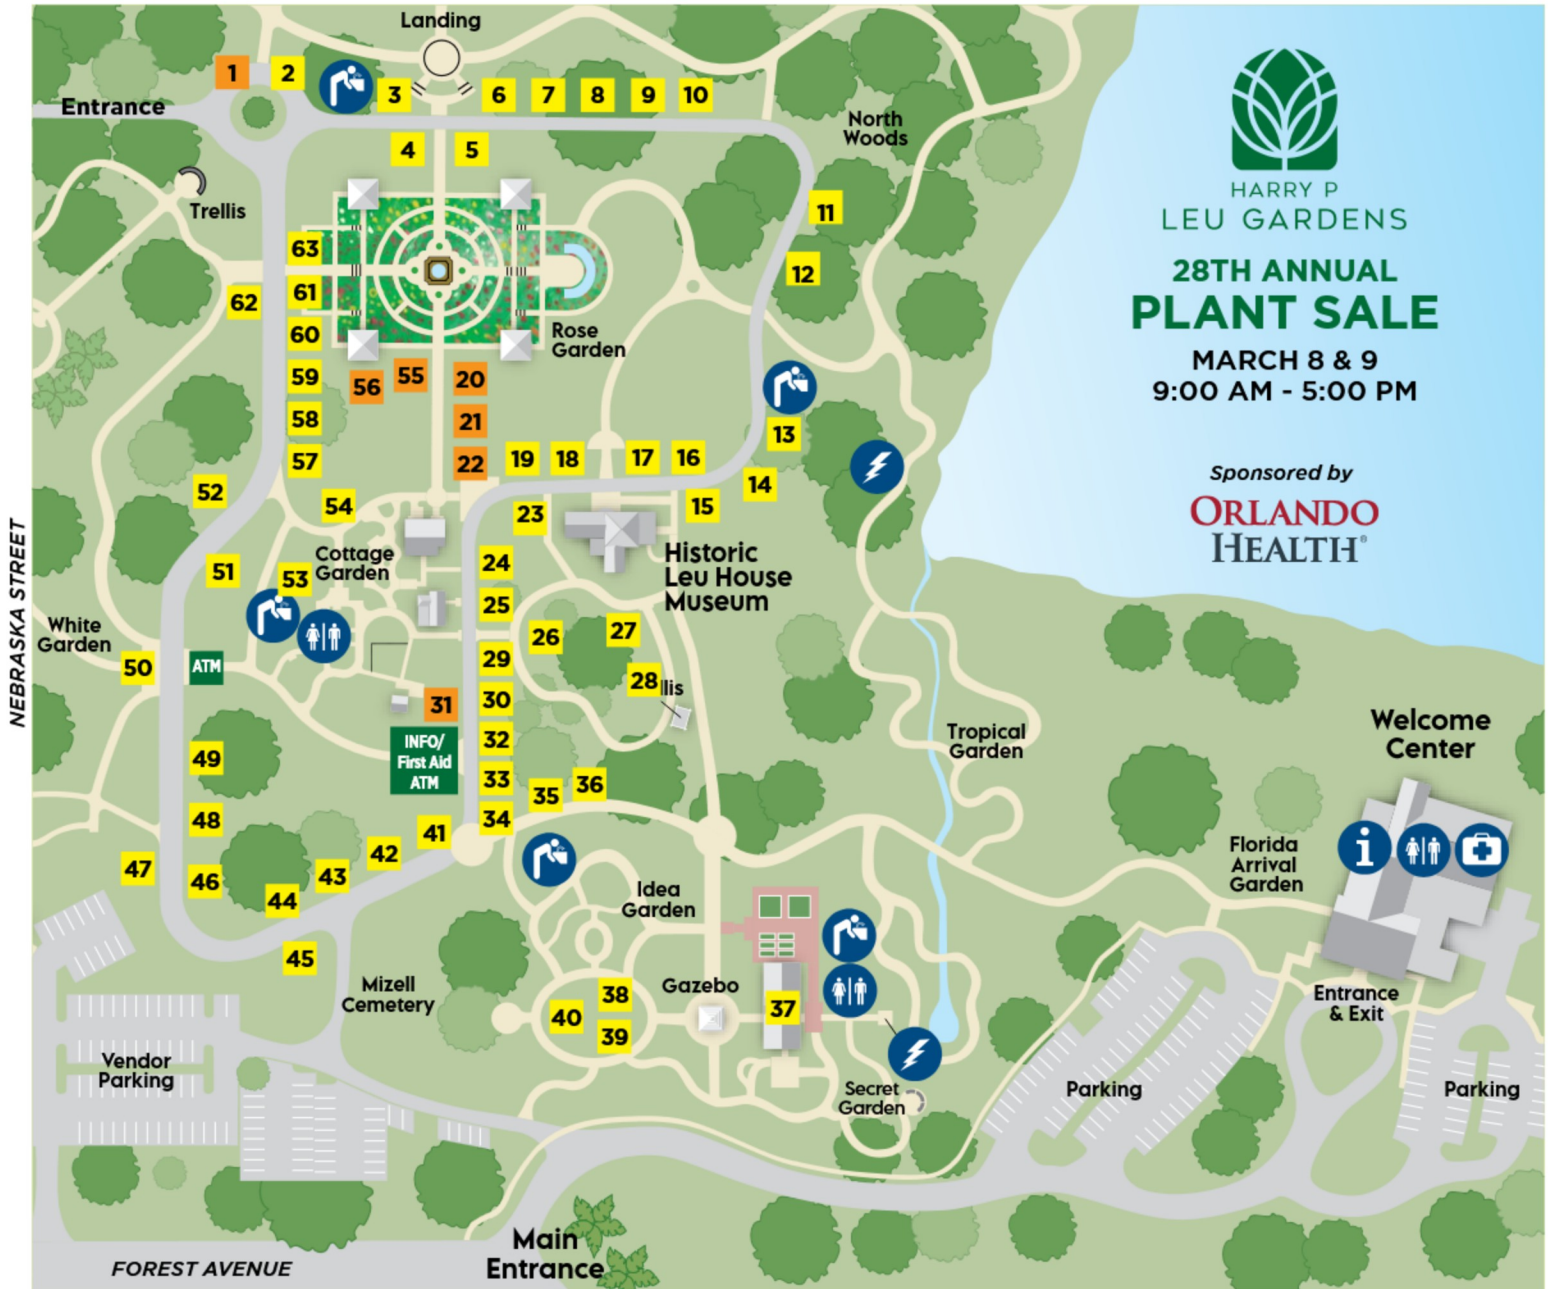 Landing
1
2
3
6
7
8
9
10
Entrance
North
Woods
4
5
HARRY P
LEU GARDENS
28TH ANNUAL
PLANT SALE
MARCH 8 & 9
9:00 AM - 5:00 PM
Sponsored by
ORLANDO
HEALTH®
Trellis
11
12
63
62
61
60
59
58
57
Rose
Garden
56
55
20
21
22
13
14
15
16
17
18
19
23
52
54
51
53
Cottage
Garden
Historic
Leu House
Museum
24
25
26
27
28
llis
29
30
31
32
33
34
35
36
NEBRASKA STREET
White
Garden
50
ATM
INFO/
First Aid
ATM
49
48
47
46
41
42
43
44
45
Tropical
Garden
Welcome
Center
Florida
Arrival
Garden
i
Idea
Garden
Mizell
Cemetery
Gazebo
37
38
39
40
Entrance
& Exit
Vendor
Parking
Secret
Garden
Parking
Parking
Main
Entrance
FOREST AVENUE